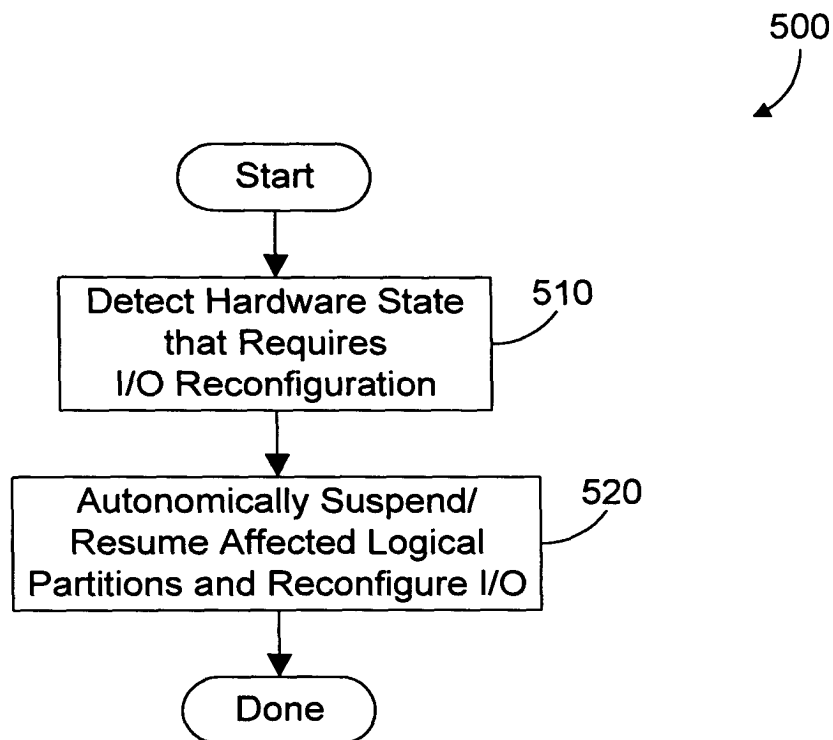 500
Start
Detect Hardware State
that Requires
I/O Reconfiguration
510
Autonomically Suspend/
Resume Affected Logical
Partitions and Reconfigure I/O
520
Done